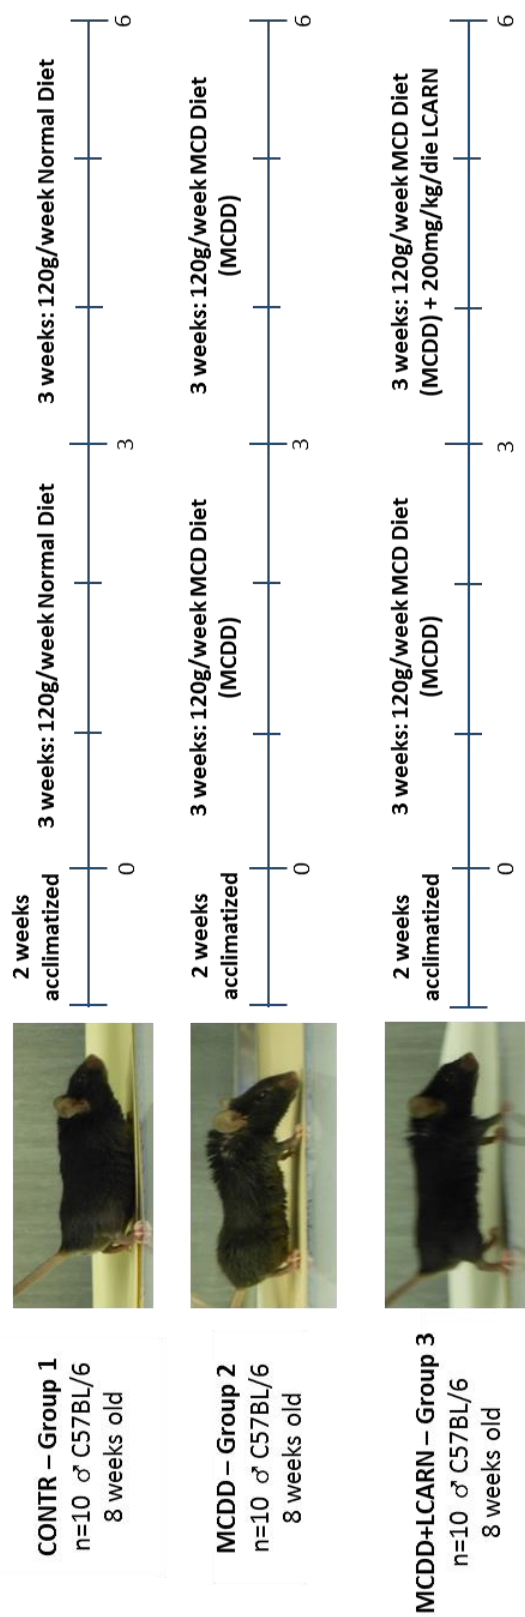 CONTR – Group 1
n=10 ♂ C57BL/6
8 weeks old
2 weeks
acclimatized
3 weeks: 120g/week Normal Diet
3 weeks: 120g/week Normal Diet
0
3
6
MCDD – Group 2
n=10 ♂ C57BL/6
8 weeks old
2 weeks
acclimatized
3 weeks: 120g/week MCD Diet
(MCDD)
3 weeks: 120g/week MCD Diet
(MCDD)
0
3
6
MCDD+LCARN – Group 3
n=10 ♂ C57BL/6
8 weeks old
2 weeks
acclimatized
3 weeks: 120g/week MCD Diet
(MCDD)
3 weeks: 120g/week MCD Diet
(MCDD) + 200mg/kg/die LCARN
0
3
6